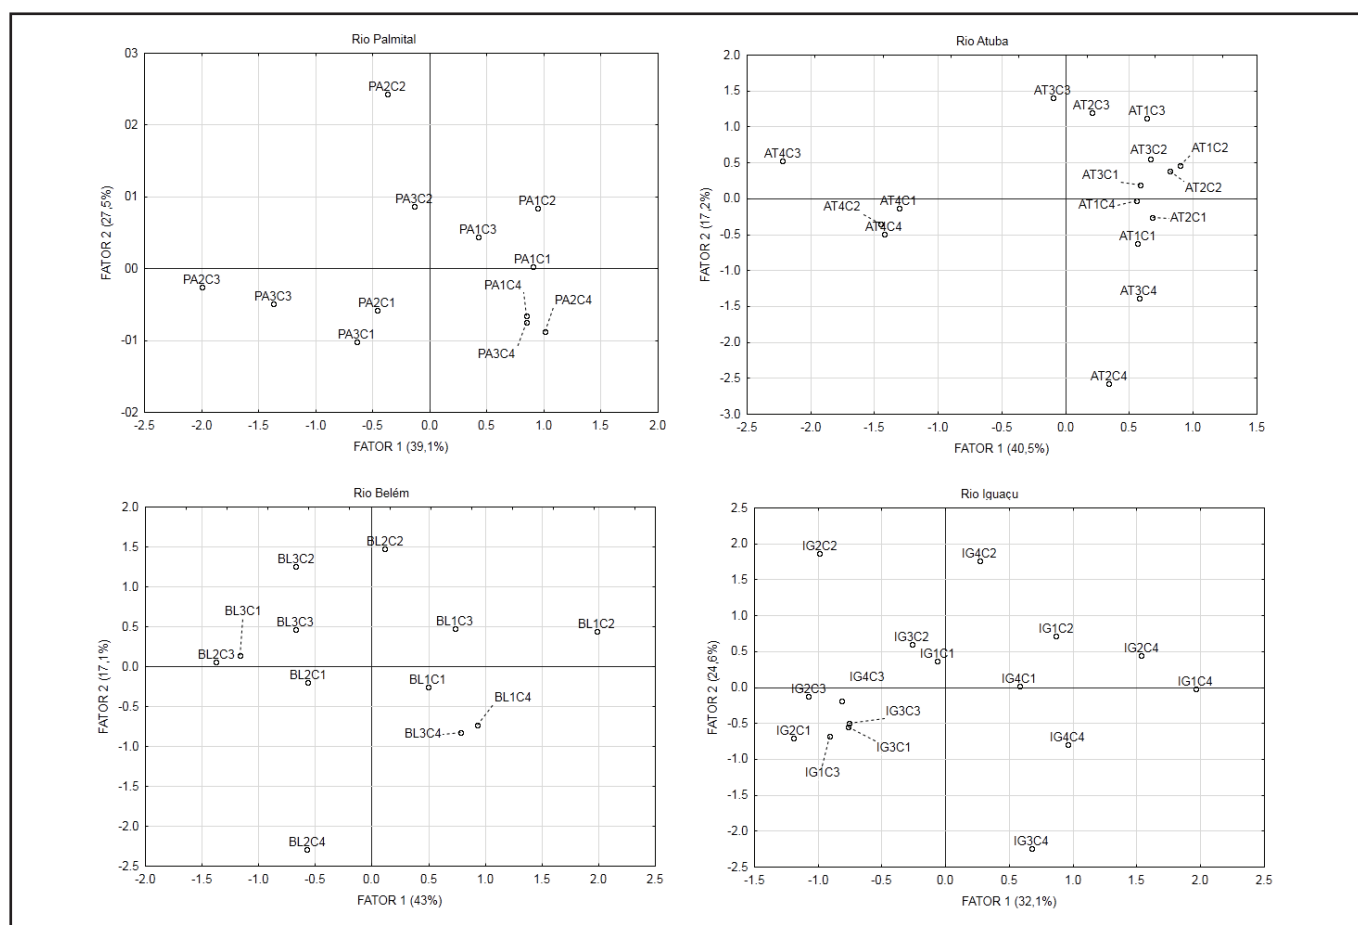 Rio Palmital
03
02
01
00
-01
-02
-2.5
-2.0
-1.5
-1.0
-0.5
0.0
0.5
1.0
1.5
2.0
FATOR 2 (27,5%)
FATOR 1 (39,1%)
PA2C2
PA3C2
PA1C2
PA1C3
PA1C1
PA2C3
PA3C3
PA2C1
PA1C4
PA2C4
PA3C1
PA3C4
Rio Atuba
2.0
1.5
1.0
0.5
0.0
-0.5
-1.0
-1.5
-2.0
-2.5
-3.0
-2.5
-2.0
-1.5
-1.0
-0.5
0.0
0.5
1.0
1.5
FATOR 2 (17,2%)
FATOR 1 (40,5%)
AT3C3
AT2C3
AT1C3
AT4C3
AT3C2
AT1C2
AT3C1
AT2C2
AT4C1
AT4C2
AT1C4
AT2C1
AT4C4
AT1C1
AT3C4
AT2C4
Rio Belém
2.0
1.5
1.0
0.5
0.0
-0.5
-1.0
-1.5
-2.0
-2.5
-2.0
-1.5
-1.0
-0.5
0.0
0.5
1.0
1.5
2.0
2.5
FATOR 2 (17,1%)
FATOR 1 (43%)
BL2C2
BL3C2
BL3C1
BL3C3
BL1C3
BL1C2
BL2C3
BL2C1
BL1C1
BL1C4
BL3C4
BL2C4
Rio Iguaçu
2.5
2.0
1.5
1.0
0.5
0.0
-0.5
-1.0
-1.5
-2.0
-2.5
-1.5
-1.0
-0.5
0.0
0.5
1.0
1.5
2.0
2.5
FATOR 2 (24,6%)
FATOR 1 (32,1%)
IG2C2
IG4C2
IG3C2
IG1C2
IG1C1
IG2C4
IG4C3
IG4C1
IG1C4
IG2C3
IG3C3
IG2C1
IG3C1
IG4C4
IG1C3
IG3C4